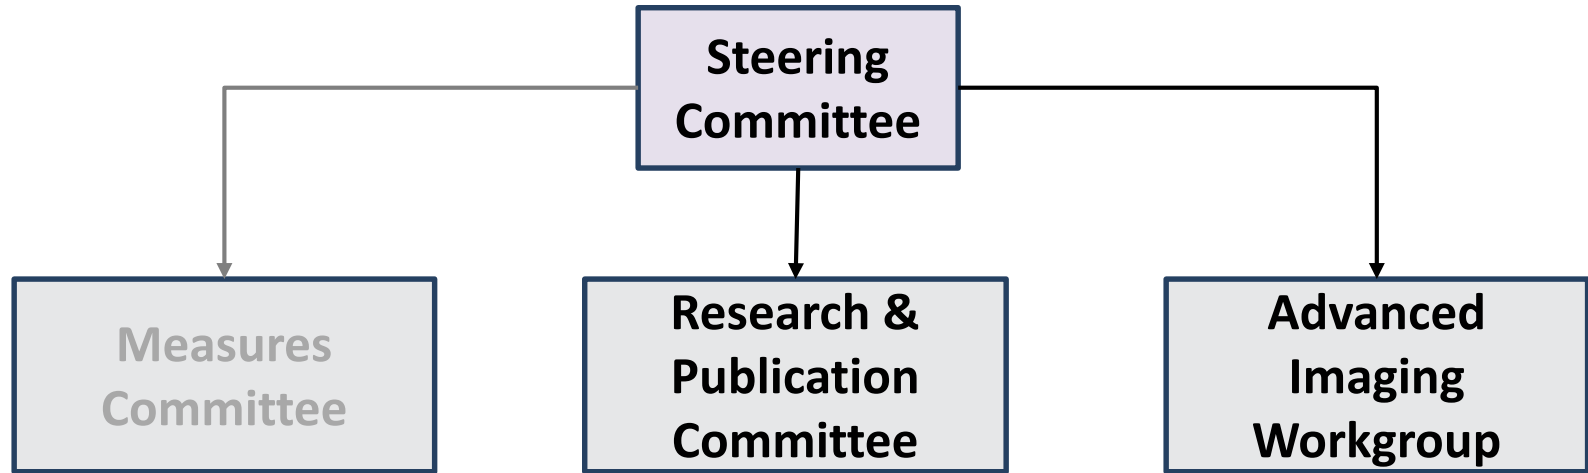 Steering
Committee
Measures
Committee
Research &
Publication
Committee
Advanced
Imaging
Workgroup